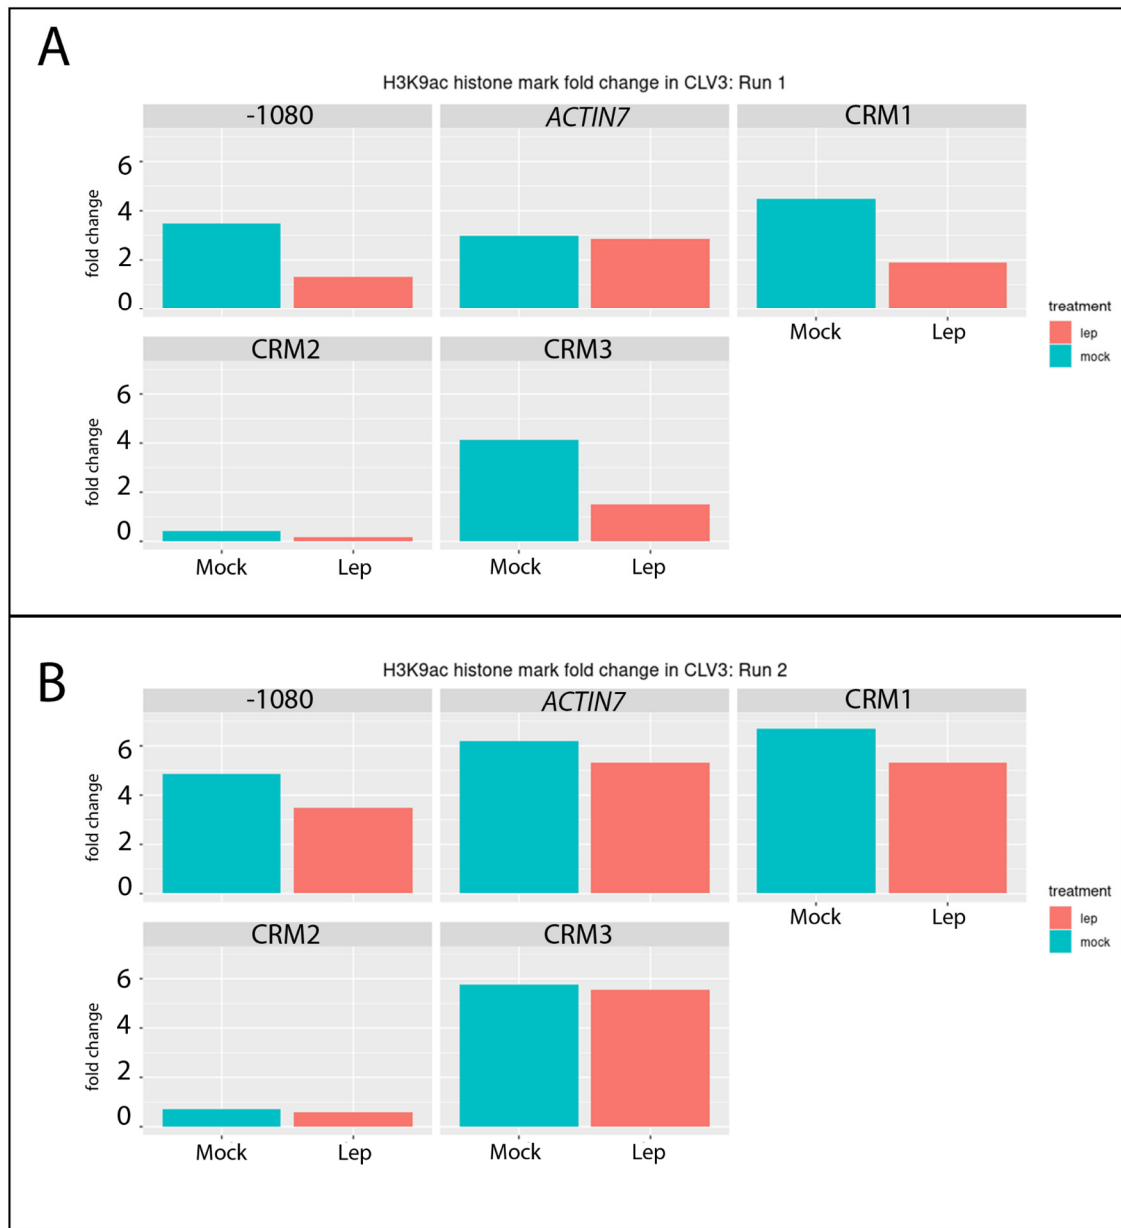 A
H3K9ac histone mark fold change in CLV3: Run 1
-1080 ACTIN7 CRM1
6
4
2
0
fold change
Mock Lep
treatment
lep
mock
CRM2 CRM3
6
4
2
0
fold change
Mock Lep Mock Lep
B
H3K9ac histone mark fold change in CLV3: Run 2
-1080 ACTIN7 CRM1
6
4
2
0
fold change
Mock Lep
treatment
lep
mock
CRM2 CRM3
6
4
2
0
fold change
Mock Lep Mock Lep